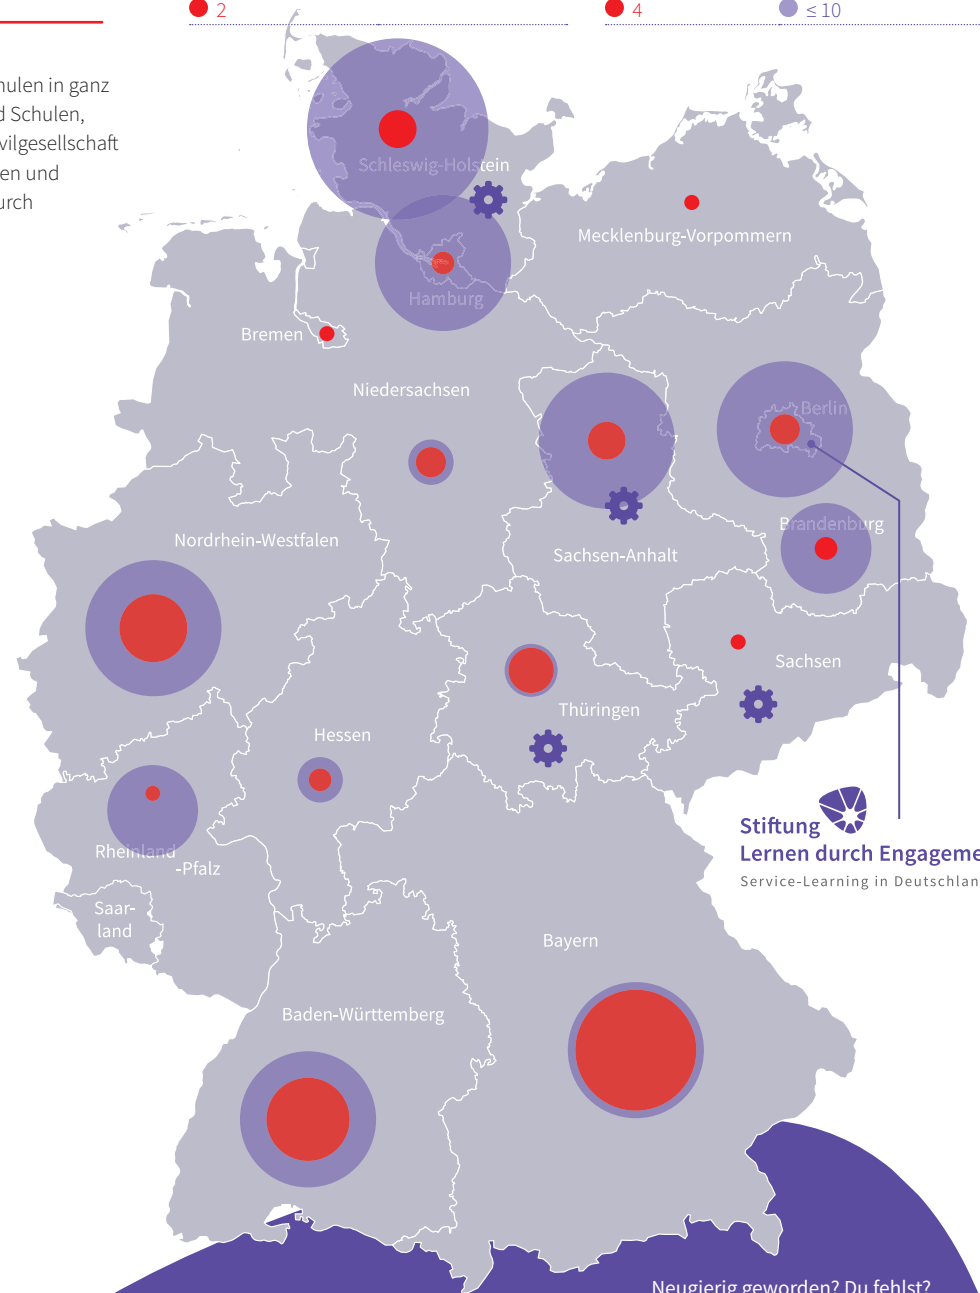 2
4
≤ 10
hulen in ganz
d Schulen,
vilgesellschaft
en und
urch
Schleswig-Holstein
Mecklenburg-Vorpommern
Hamburg
Bremen
Niedersachsen
Berlin
Brandenburg
Nordrhein-Westfalen
Sachsen-Anhalt
Sachsen
Thüringen
Hessen
Stiftung
Lernen durch Engageme
Service-Learning in Deutschlan
Rheinland
-Pfalz
Saar-
land
Bayern
Baden-Württemberg
Neugierig geworden? Du fehlst?